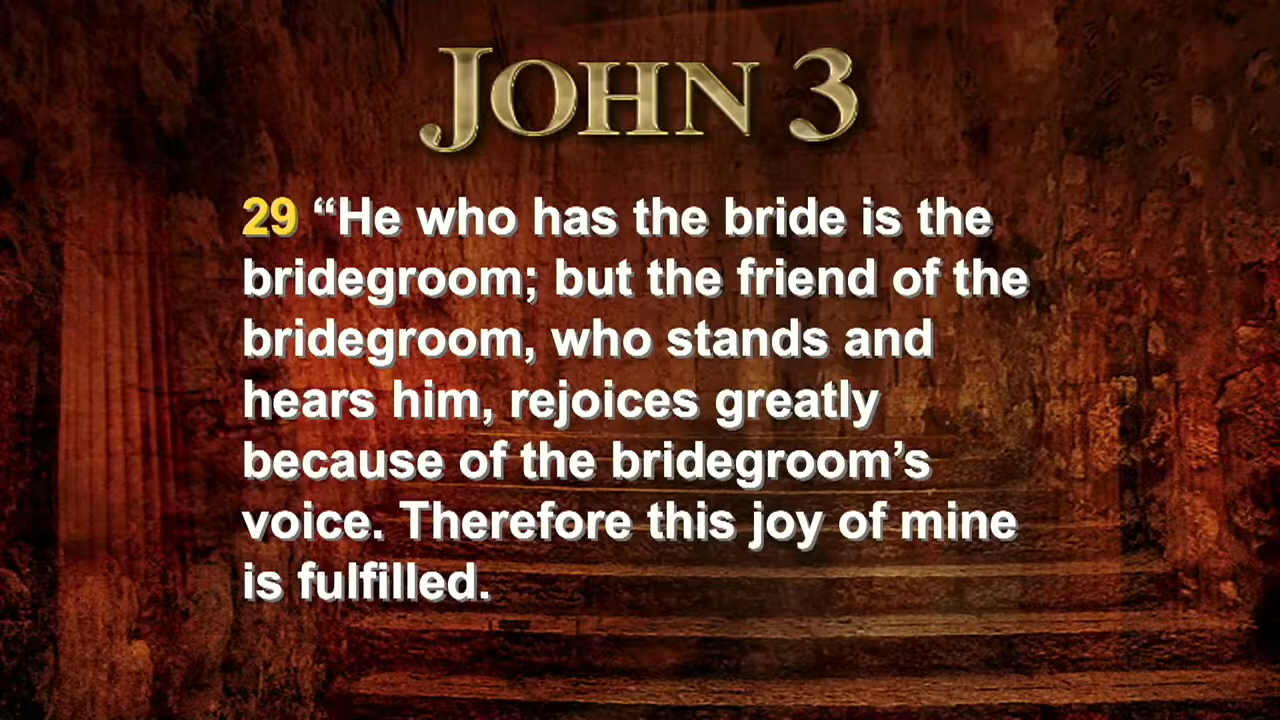 JOHN 3
29 “He who has the bride is the
bridegroom; but the friend of the
bridegroom, who stands and
hears him, rejoices greatly
because of the bridegroom’s
voice. Therefore this joy of mine
is fulfilled.